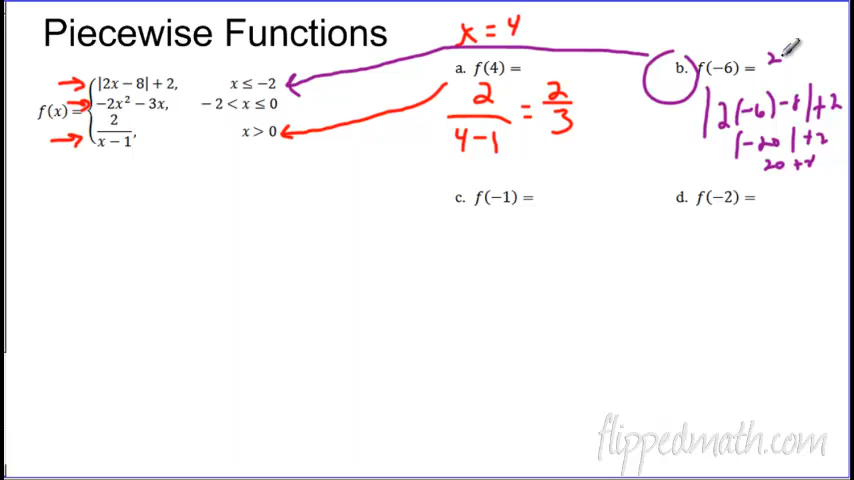 Piecewise Functions
x = 4
f(x) = { |2x − 8| + 2, x ≤ −2
−2x² − 3x, −2 < x ≤ 0
2/(x − 1), x > 0
a. f(4) =
2/(4−1) = 2/3
b. f(−6) = 2
|2(−6)−8|+2
|−20|+2
20 +2
c. f(−1) =
d. f(−2) =
flippedmath.com